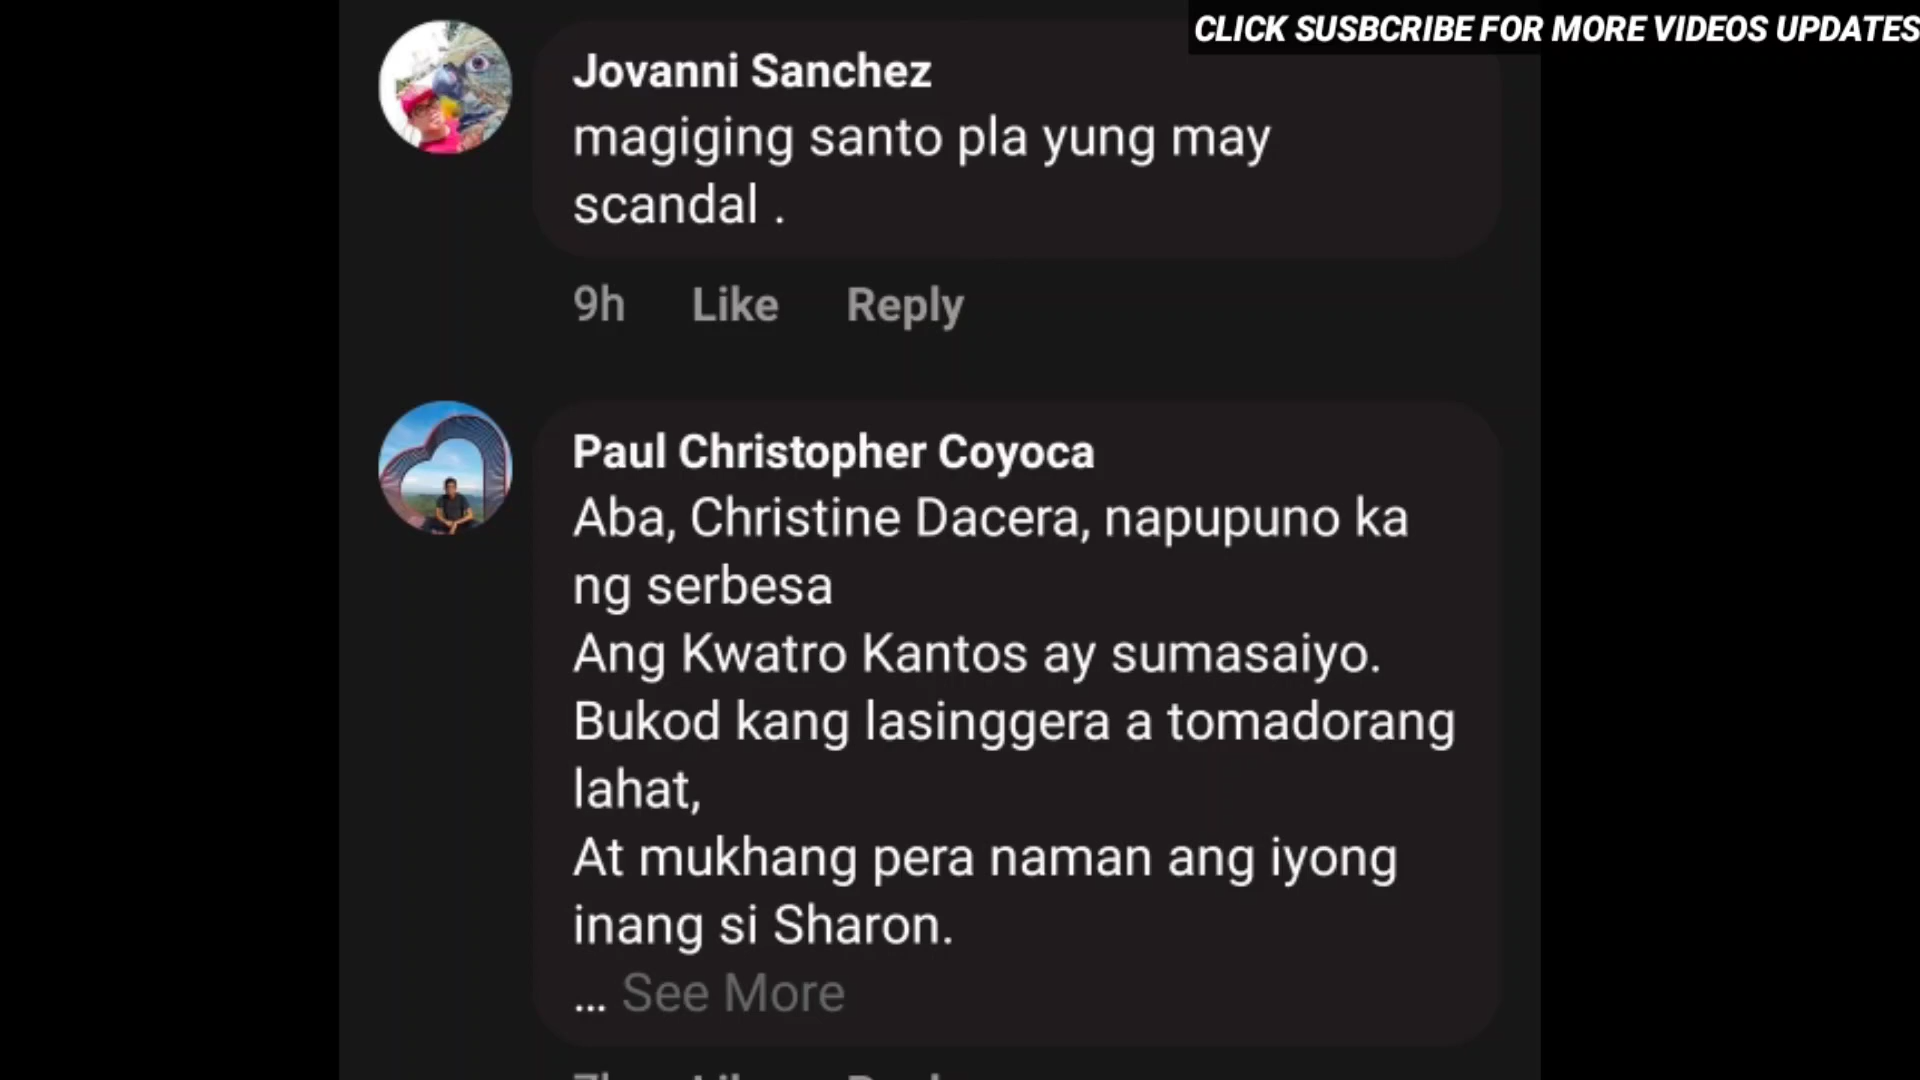 CLICK SUSBCRIBE FOR MORE VIDEOS UPDATES
Jovanni Sanchez
magiging santo pla yung may
scandal .
9h Like Reply
Paul Christopher Coyoca
Aba, Christine Dacera, napupuno ka
ng serbesa
Ang Kwatro Kantos ay sumasaiyo.
Bukod kang lasinggera a tomadorang
lahat,
At mukhang pera naman ang iyong
inang si Sharon.
... See More